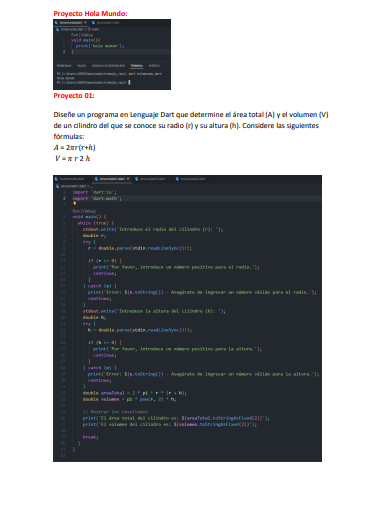 Proyecto Hola Mundo:
Run|Debug
void main(){
print('hola mundo');
}
Proyecto 01:
Diseñe un programa en Lenguaje Dart que determine el área total (A) y el volumen (V)
de un cilindro del que se conoce su radio (r) y su altura (h). Considere las siguientes
fórmulas:
A = 2πr(r+h)
V = π r 2 h
import 'dart:io';
import 'dart:math';
Run|Debug
void main() {
while (true) {
stdout.write('Introduce el radio del cilindro (r): ');
double r;
try {
r = double.parse(stdin.readLineSync()!);
if (r <= 0) {
print('Por favor, introduce un número positivo para el radio.');
continue;
}
} catch (e) {
print('Error: ${e.toString()} - Asegúrate de ingresar un número válido para el radio.');
continue;
}
stdout.write('Introduce la altura del cilindro (h): ');
double h;
try {
h = double.parse(stdin.readLineSync()!);
if (h <= 0) {
print('Por favor, introduce un número positivo para la altura.');
continue;
}
} catch (e) {
print('Error: ${e.toString()} - Asegúrate de ingresar un número válido para la altura.');
continue;
}
double areaTotal = 2 * pi * r * (r + h);
double volumen = pi * pow(r, 2) * h;
// Mostrar los resultados
print('El área total del cilindro es: ${areaTotal.toStringAsFixed(2)}');
print('El volumen del cilindro es: ${volumen.toStringAsFixed(2)}');
break;
}
}